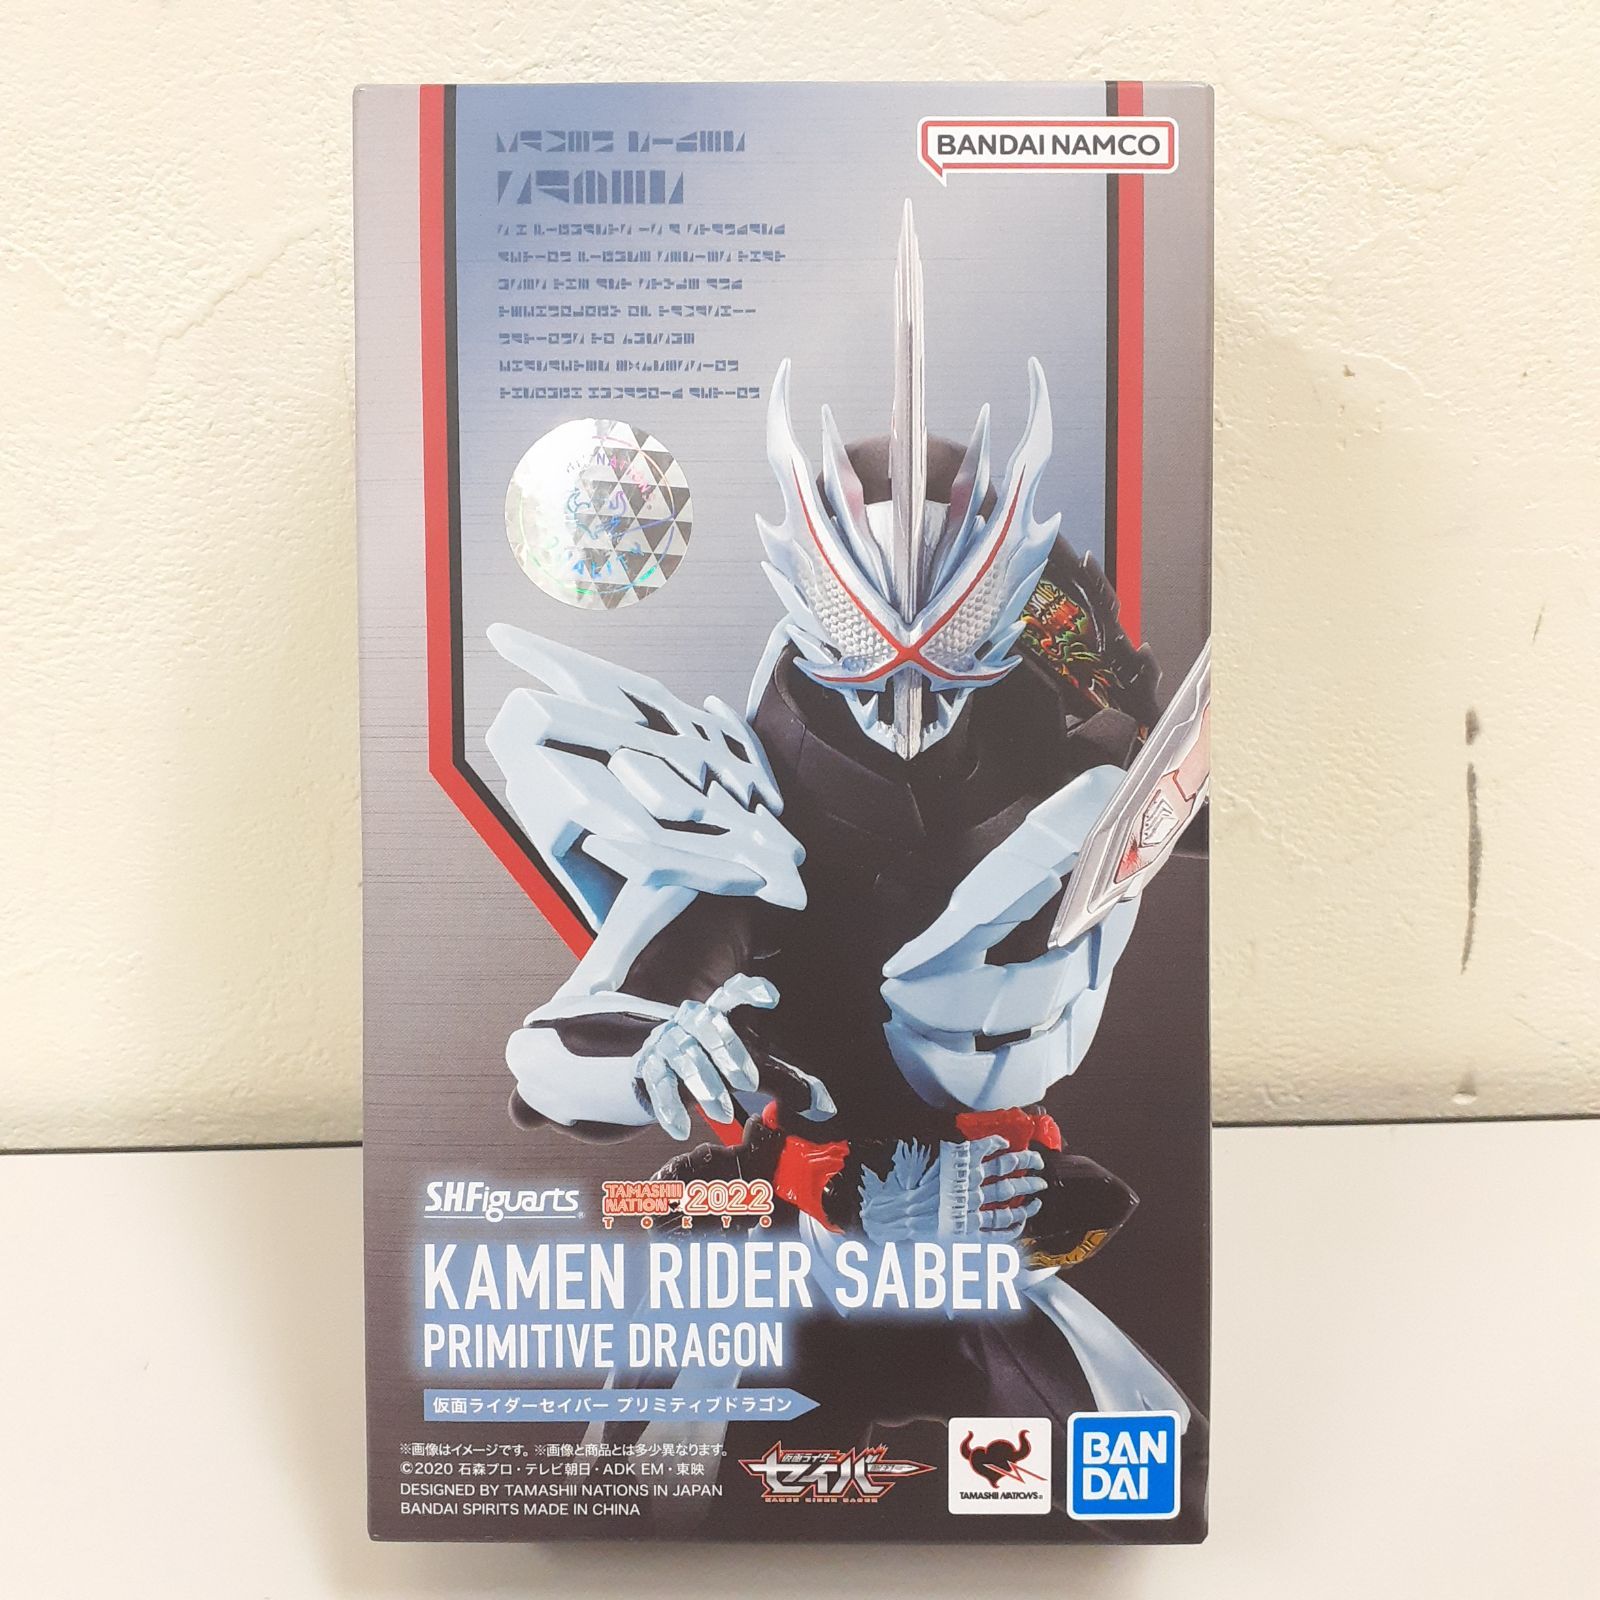 BANDAI NAMCO
S.H.Figuarts
TAMASHII
NATION 2022
TOKYO
KAMEN RIDER SABER
PRIMITIVE DRAGON
仮面ライダーセイバー プリミティブドラゴン
※画像はイメージです。※画像と商品とは多少異なります。
©2020 石森プロ・テレビ朝日・ADK EM・東映
DESIGNED BY TAMASHII NATIONS IN JAPAN
BANDAI SPIRITS MADE IN CHINA
仮面ライダー
セイバー
KAMEN RIDER SABER
TAMASHII NATIONS®
BAN
DAI